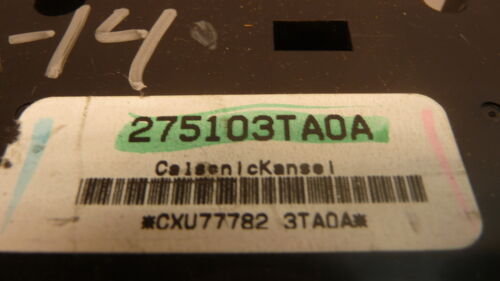 -14
275103TA0A
CalsonicKansei
*CXU77782 3TA0A*